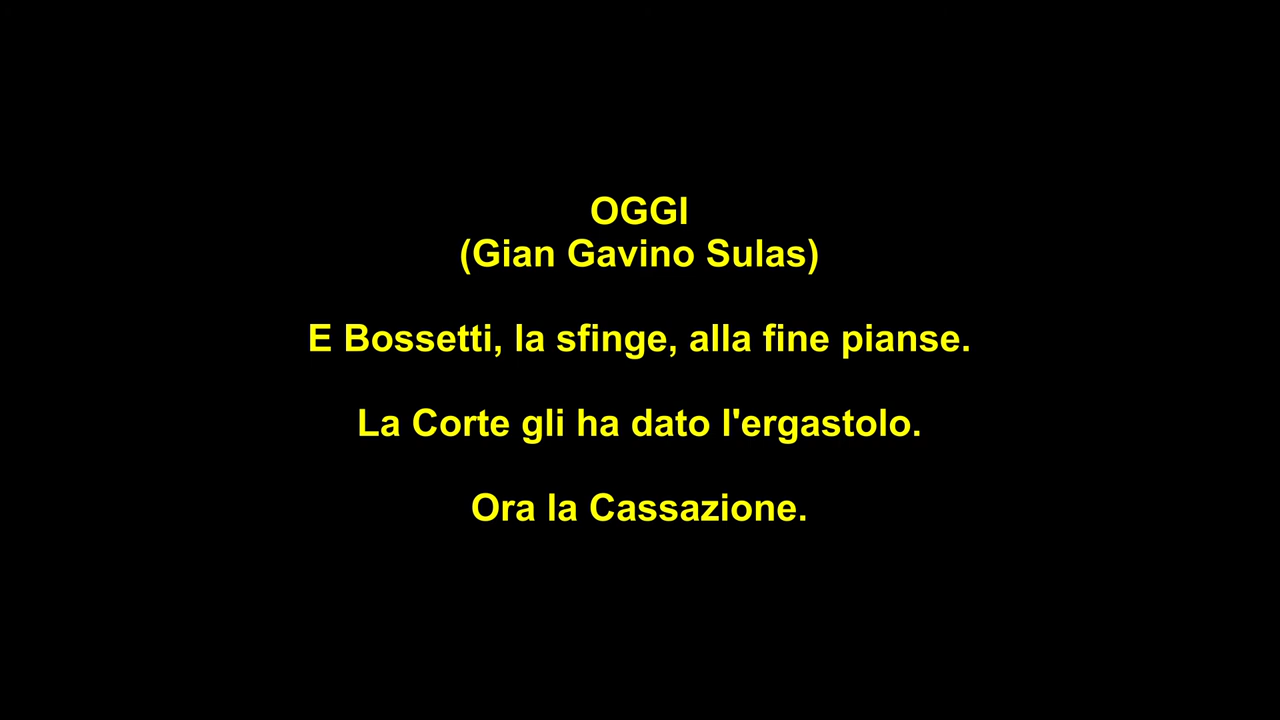 OGGI
(Gian Gavino Sulas)
E Bossetti, la sfinge, alla fine pianse.
La Corte gli ha dato l'ergastolo.
Ora la Cassazione.